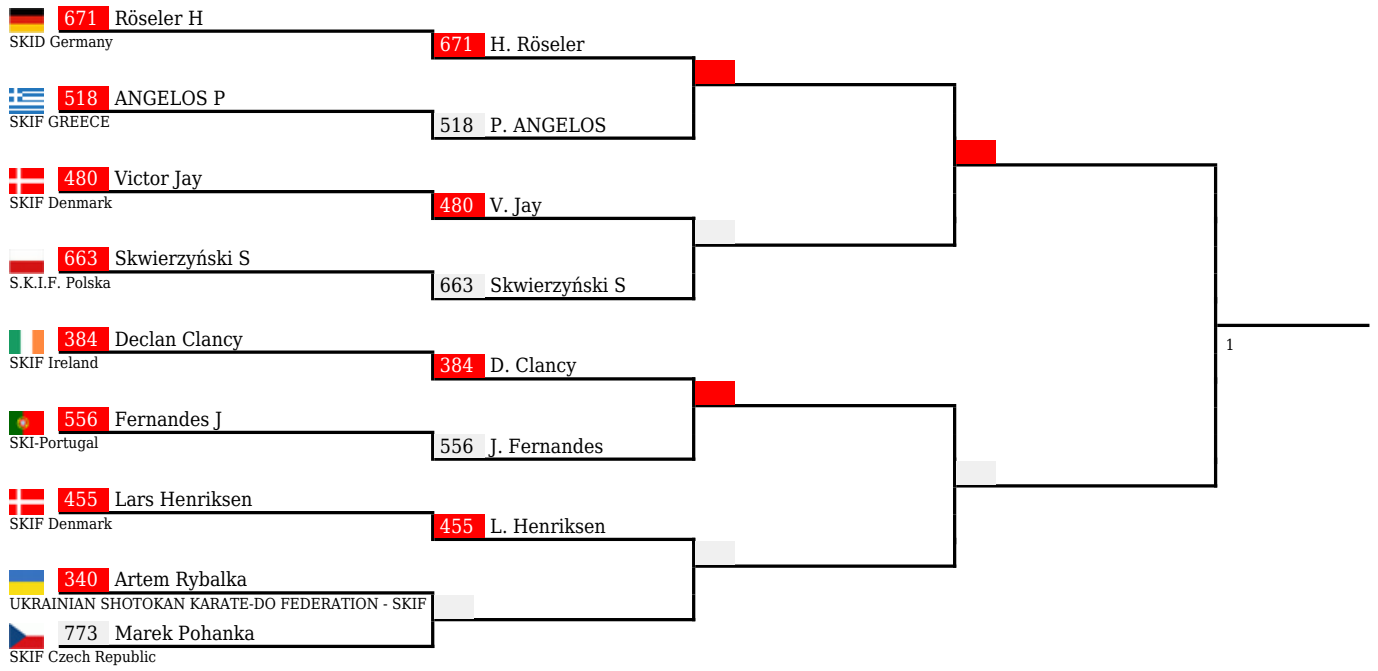 671 Röseler H
SKID Germany
671 H. Röseler
518 ANGELOS P
SKIF GREECE
518 P. ANGELOS
480 Victor Jay
SKIF Denmark
480 V. Jay
663 Skwierzyński S
S.K.I.F. Polska
663 Skwierzyński S
384 Declan Clancy
SKIF Ireland
384 D. Clancy
1
556 Fernandes J
SKI-Portugal
556 J. Fernandes
455 Lars Henriksen
SKIF Denmark
455 L. Henriksen
340 Artem Rybalka
UKRAINIAN SHOTOKAN KARATE-DO FEDERATION - SKIF
773 Marek Pohanka
SKIF Czech Republic